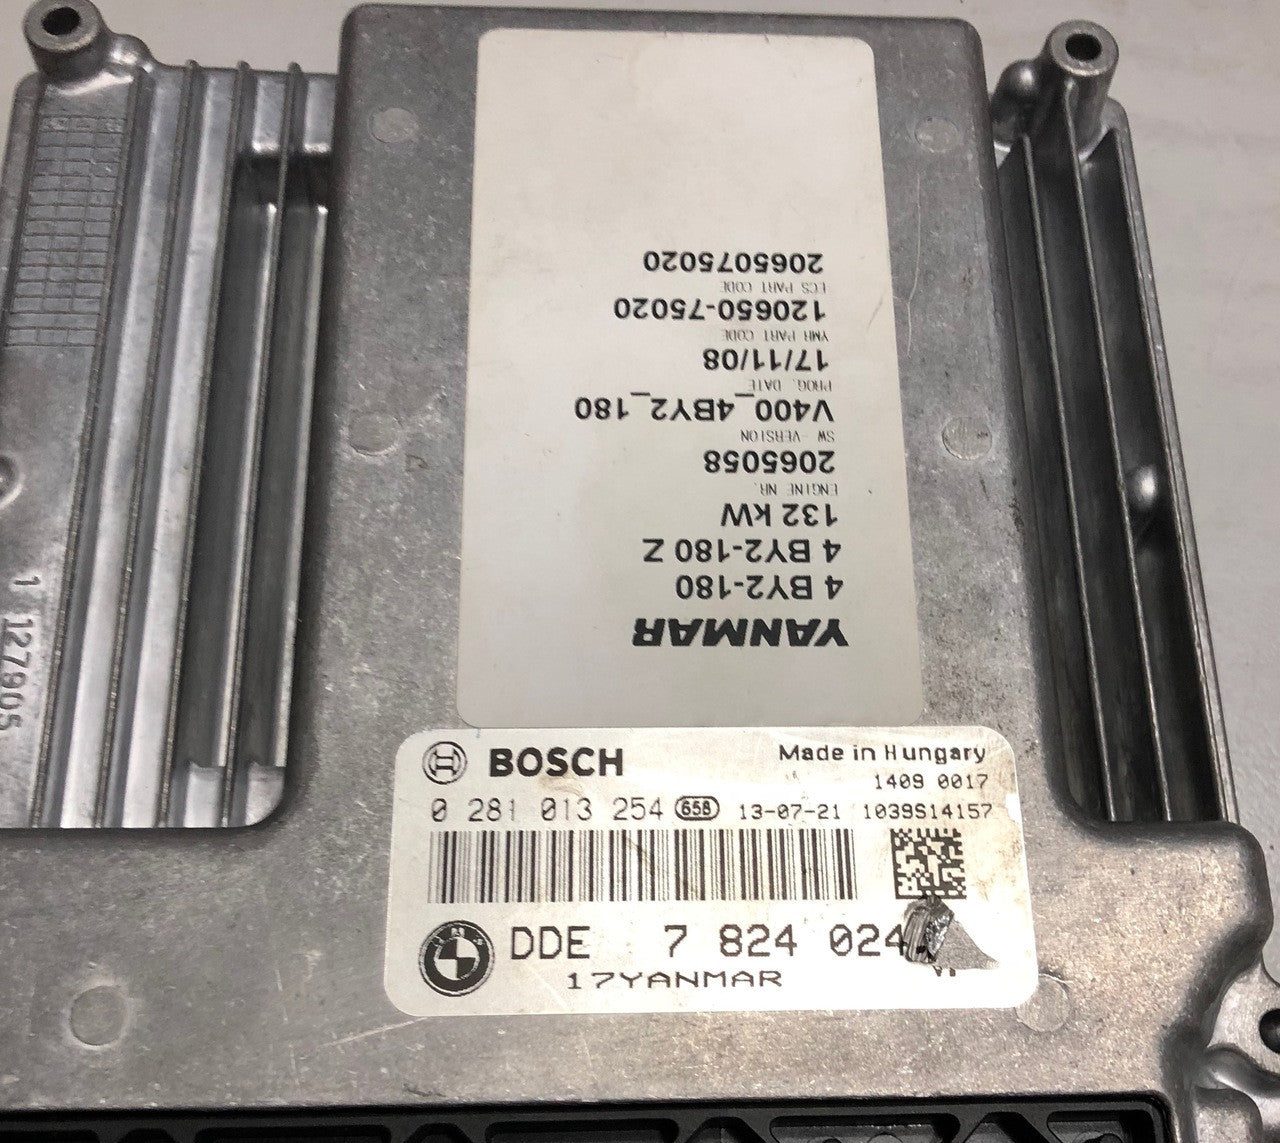 YANMAR
4 BY2-180
4 BY2-180 Z
132 kW
ENGINE NR.
2065058
SW-VERSION
V400_4BY2_180
PROG. DATE
17/11/08
YMR PART CODE
120650-75020
ECS PART CODE
2065075020
BOSCH Made in Hungary
1409 0017
0 281 013 254 658 13-07-21 1039S14157
BMW
DDE 7 824 024
17YANMAR
1 127905